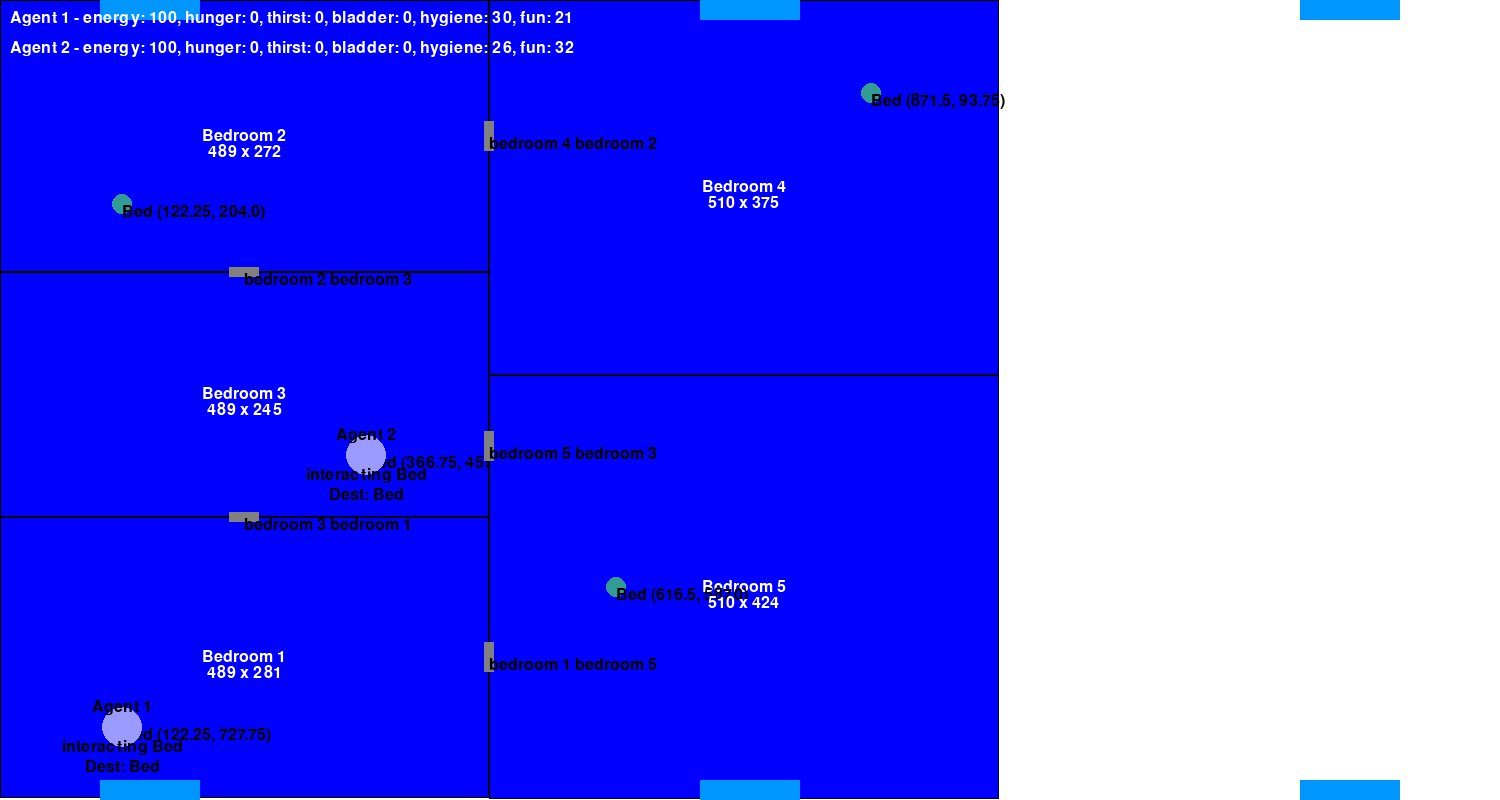 Agent 1 - energy: 100, hunger: 0, thirst: 0, bladder: 0, hygiene: 30, fun: 21
Agent 2 - energy: 100, hunger: 0, thirst: 0, bladder: 0, hygiene: 26, fun: 32
Bed (871.5, 93.75)
Bedroom 2
489 x 272
bedroom 4 bedroom 2
Bedroom 4
510 x 375
Bed (122.25, 204.0)
bedroom 2 bedroom 3
Bedroom 3
489 x 245
Agent 2
(366.75,
interacting Bed
Dest: Bed
bedroom 5 bedroom 3
bedroom 3 bedroom 1
Bedroom 5
Bed (616.5,
510 x 424
Bedroom 1
489 x 281
bedroom 1 bedroom 5
Agent 1
(122.25, 727.75)
interacting Bed
Dest: Bed